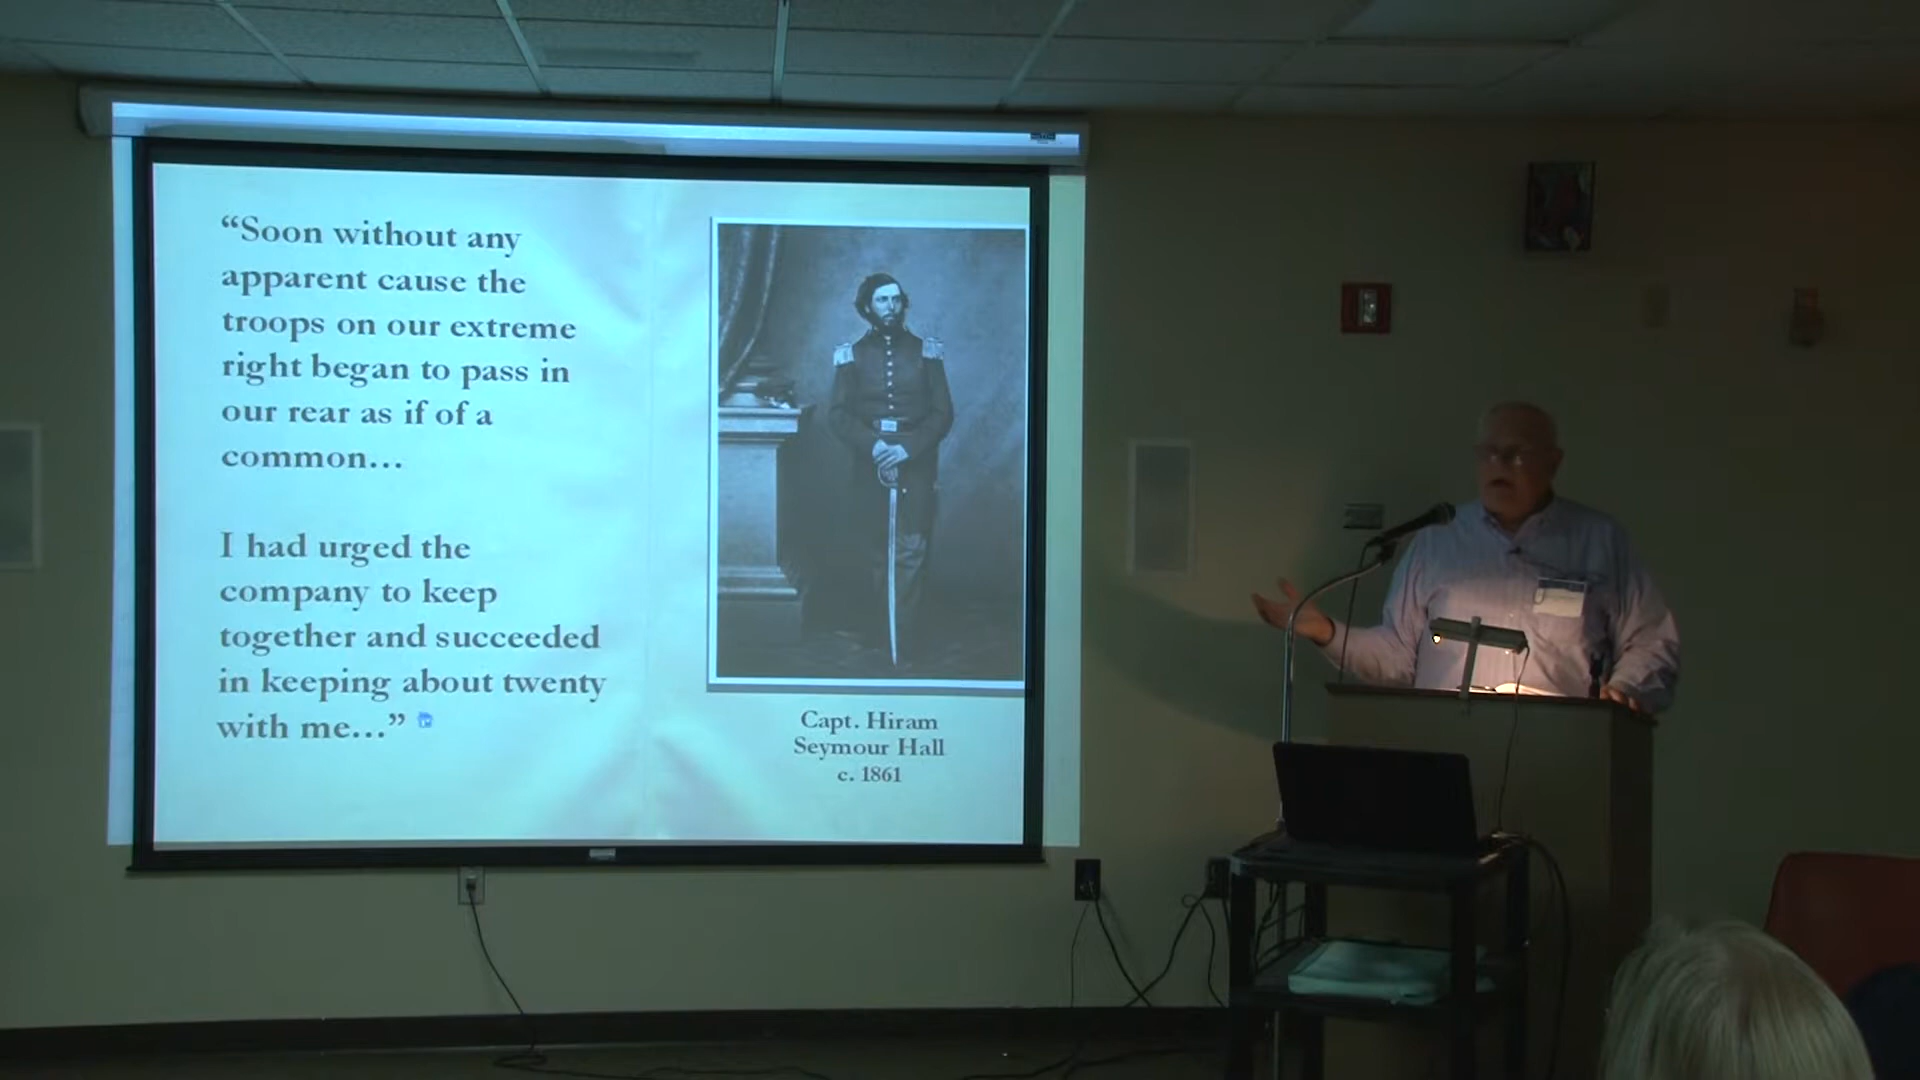 “Soon without any
apparent cause the
troops on our extreme
right began to pass in
our rear as if of a
common...
I had urged the
company to keep
together and succeeded
in keeping about twenty
with me...”
Capt. Hiram
Seymour Hall
c. 1861